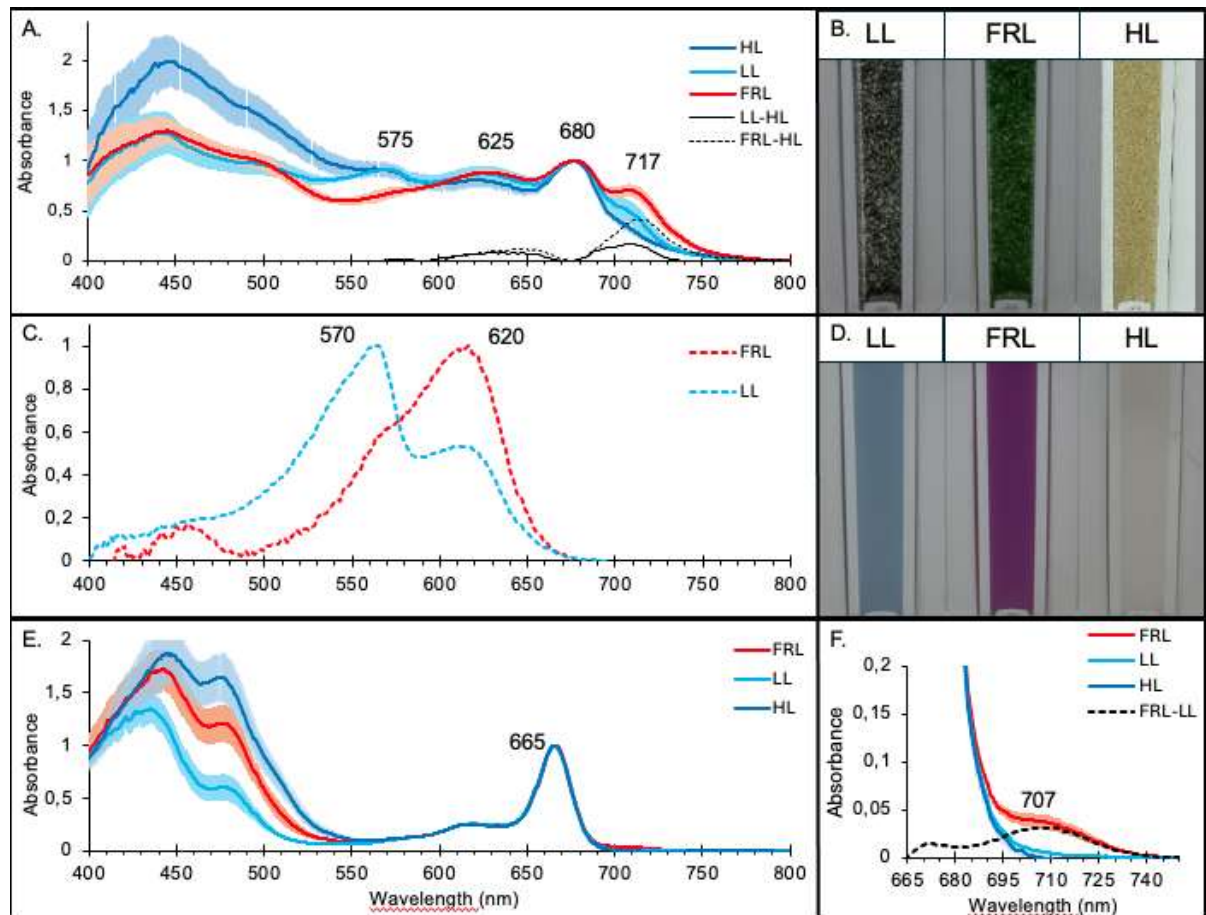 A.
2
1.5
1
0,5
0
Absorbance
400 450 500 550 600 650 700 750 800
575
625
680
717
HL
LL
FRL
LL-HL
FRL-HL
B.
LL FRL HL
C.
1
0,8
0,6
0,4
0,2
0
Absorbance
400 450 500 550 600 650 700 750 800
570
620
FRL
LL
D.
LL FRL HL
E.
2
1.5
1
0,5
0
Absorbance
400 450 500 550 600 650 700 750 800
Wavelength (nm)
665
FRL
LL
HL
F.
0,2
0,15
0,1
0,05
0
Absorbance
665 680 695 710 725 740
Wavelength (nm)
707
FRL
LL
HL
FRL-LL